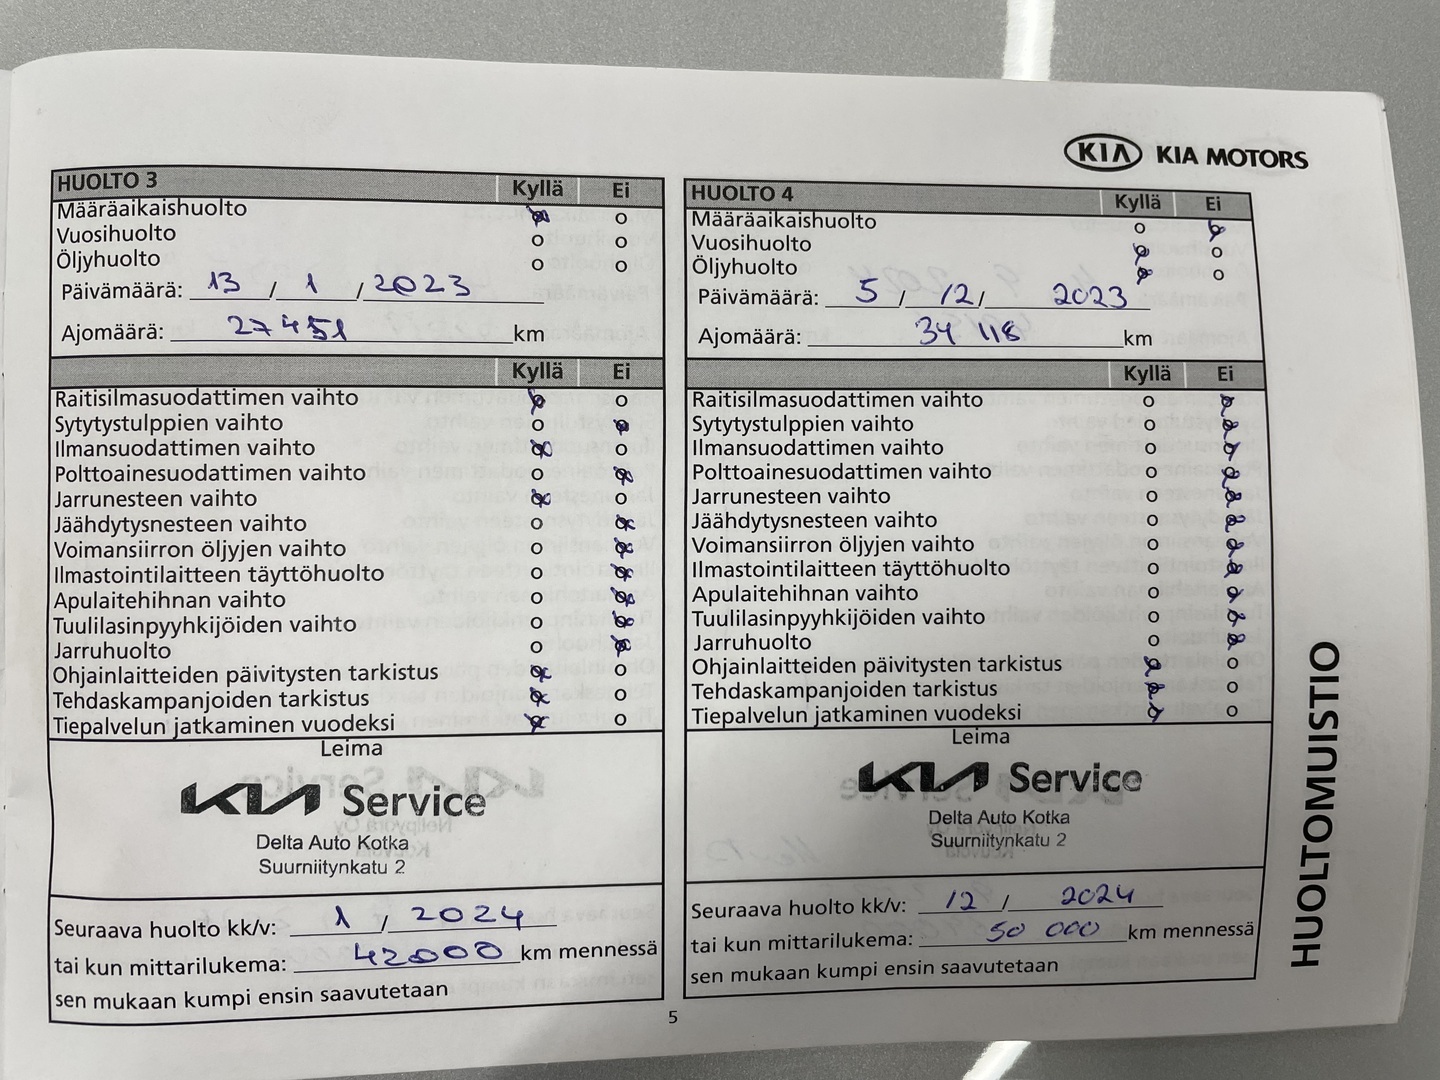 KIA KIA MOTORS
HUOLTO 3 Kyllä Ei
Määräaikaishuolto
Vuosihuolto
Öljyhuolto
Päivämäärä: 13 / 1 / 2023
Ajomäärä: 27451 km
Kyllä Ei
Raitisilmasuodattimen vaihto
Sytytystulppien vaihto
Ilmansuodattimen vaihto
Polttoainesuodattimen vaihto
Jarrunesteen vaihto
Jäähdytysnesteen vaihto
Voimansiirron öljyjen vaihto
Ilmastointilaitteen täyttöhuolto
Apulaitehihnan vaihto
Tuulilasinpyyhkijöiden vaihto
Jarruhuolto
Ohjainlaitteiden päivitysten tarkistus
Tehdaskampanjoiden tarkistus
Tiepalvelun jatkaminen vuodeksi
Leima
KIA Service
Delta Auto Kotka
Suurniitynkatu 2
Seuraava huolto kk/v: 1 / 2024
tai kun mittarilukema: 42000 km mennessä
sen mukaan kumpi ensin saavutetaan
HUOLTO 4 Kyllä Ei
Määräaikaishuolto
Vuosihuolto
Öljyhuolto
Päivämäärä: 5 / 12 / 2023
Ajomäärä: 34 118 km
Kyllä Ei
Raitisilmasuodattimen vaihto
Sytytystulppien vaihto
Ilmansuodattimen vaihto
Polttoainesuodattimen vaihto
Jarrunesteen vaihto
Jäähdytysnesteen vaihto
Voimansiirron öljyjen vaihto
Ilmastointilaitteen täyttöhuolto
Apulaitehihnan vaihto
Tuulilasinpyyhkijöiden vaihto
Jarruhuolto
Ohjainlaitteiden päivitysten tarkistus
Tehdaskampanjoiden tarkistus
Tiepalvelun jatkaminen vuodeksi
Leima
KIA Service
Delta Auto Kotka
Suurniitynkatu 2
Seuraava huolto kk/v: 12 / 2024
tai kun mittarilukema: 50 000 km mennessä
sen mukaan kumpi ensin saavutetaan
HUOLTOMUISTIO
5